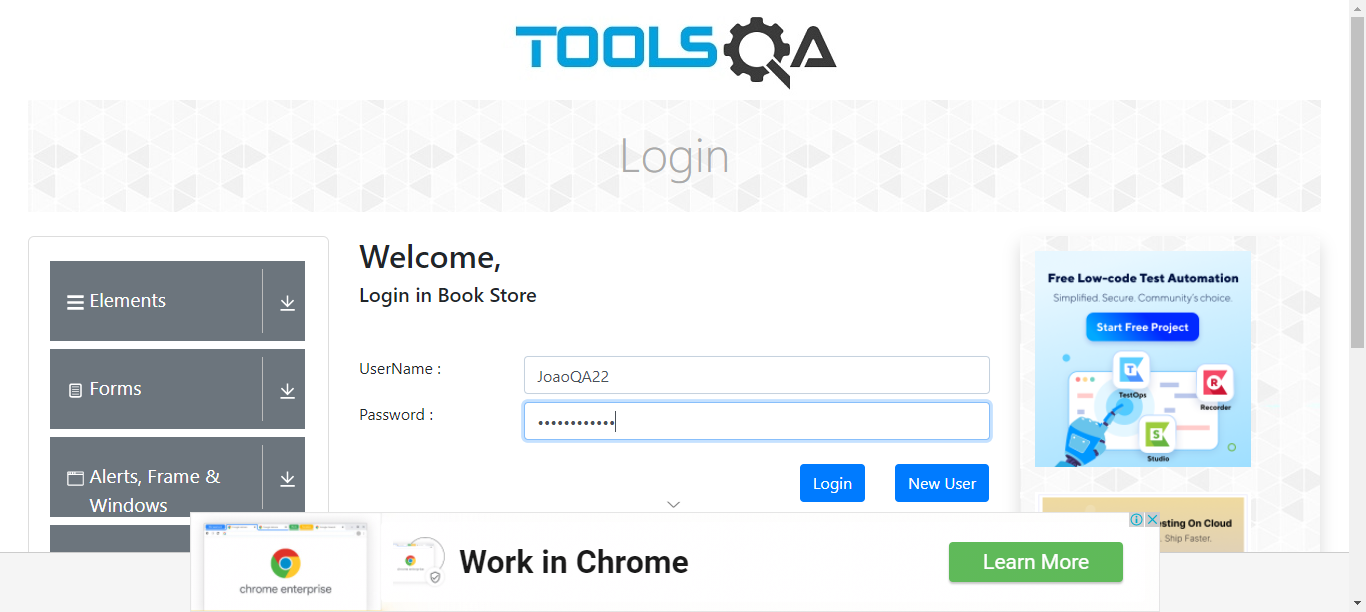 TOOLSQA
Login
Elements
Forms
Alerts, Frame &
Windows
Welcome,
Login in Book Store
UserName :
JoaoQA22
Password :
••••••••••••
Login
New User
Free Low-code Test Automation
Simplified. Secure. Community's choice.
Start Free Project
TestOps
Recorder
Studio
sting On Cloud
Ship Faster.
chrome enterprise
Work in Chrome
Learn More